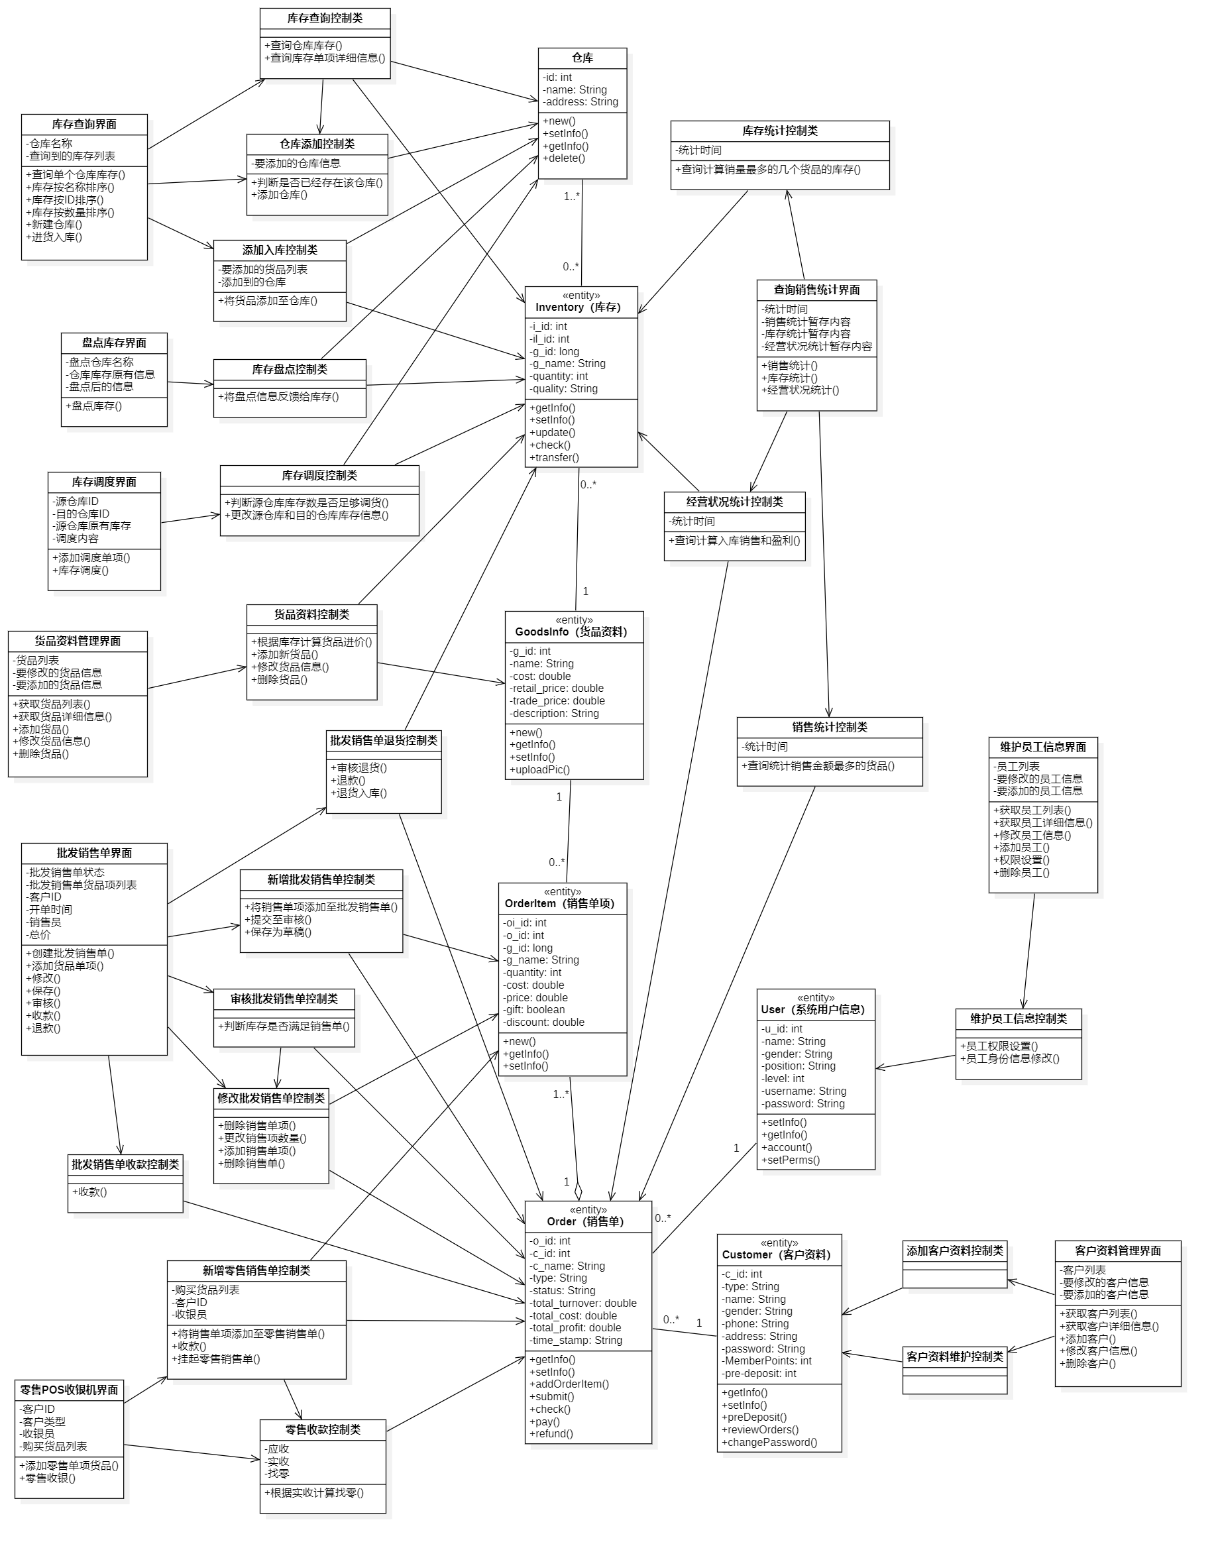 库存查询控制类
+查询仓库库存()
+查询库存单项详细信息()
仓库
-id: int
-name: String
-address: String
+new()
+setInfo()
+getInfo()
+delete()
库存查询界面
-仓库名称
-查询到的库存列表
+查询单个仓库库存()
+库存按名称排序()
+库存按ID排序()
+库存按数量排序()
+新建仓库()
+进货入库()
仓库添加控制类
-要添加的仓库信息
+判断是否已经存在该仓库()
+添加仓库()
库存统计控制类
-统计时间
+查询计算销量最多的几个货品的库存()
1..*
0..*
添加入库控制类
-要添加的货品列表
-添加到的仓库
+将货品添加至仓库()
«entity»
Inventory（库存）
-i_id: int
-il_id: int
-g_id: long
-g_name: String
-quantity: int
-quality: String
+getInfo()
+setInfo()
+update()
+check()
+transfer()
查询销售统计界面
-统计时间
-销售统计暂存内容
-库存统计暂存内容
-经营状况统计暂存内容
+销售统计()
+库存统计()
+经营状况统计()
盘点库存界面
-盘点仓库名称
-仓库库存原有信息
-盘点后的信息
+盘点库存()
库存盘点控制类
+将盘点信息反馈给库存()
库存调度界面
-源仓库ID
-目的仓库ID
-源仓库原有库存
-调度内容
+添加调度单项()
+库存调度()
库存调度控制类
+判断源仓库库存数是否足够调货()
+更改源仓库和目的仓库库存信息()
0..*
1
经营状况统计控制类
-统计时间
+查询计算入库销售和盈利()
货品资料管理界面
-货品列表
-要修改的货品信息
-要添加的货品信息
+获取货品列表()
+获取货品详细信息()
+添加货品()
+修改货品信息()
+删除货品()
货品资料控制类
+根据库存计算货品进价()
+添加新货品()
+修改货品信息()
+删除货品()
«entity»
GoodsInfo（货品资料）
-g_id: int
-name: String
-cost: double
-retail_price: double
-trade_price: double
-description: String
+new()
+getInfo()
+setInfo()
+uploadPic()
批发销售单退货控制类
+审核退货()
+退款()
+退货入库()
销售统计控制类
-统计时间
+查询统计销售金额最多的货品()
维护员工信息界面
-员工列表
-要修改的员工信息
-要添加的员工信息
+获取员工列表()
+获取员工详细信息()
+修改员工信息()
+添加员工()
+权限设置()
+删除员工()
1
0..*
批发销售单界面
-批发销售单状态
-批发销售单货品项列表
-客户ID
-开单时间
-销售员
-总价
+创建批发销售单()
+添加货品单项()
+修改()
+保存()
+审核()
+收款()
+退款()
新增批发销售单控制类
+将销售单项添加至批发销售单()
+提交至审核()
+保存为草稿()
«entity»
OrderItem（销售单项）
-oi_id: int
-o_id: int
-g_id: long
-g_name: String
-quantity: int
-cost: double
-price: double
-gift: boolean
-discount: double
+new()
+getInfo()
+setInfo()
审核批发销售单控制类
+判断库存是否满足销售单()
«entity»
User（系统用户信息）
-u_id: int
-name: String
-gender: String
-position: String
-level: int
-username: String
-password: String
+setInfo()
+getInfo()
+account()
+setPerms()
维护员工信息控制类
+员工权限设置()
+员工身份信息修改()
修改批发销售单控制类
+删除销售单项()
+更改销售项数量()
+添加销售单项()
+删除销售单()
1..*
1
1
0..*
批发销售单收款控制类
+收款()
«entity»
Order（销售单）
-o_id: int
-c_id: int
-c_name: String
-type: String
-status: String
-total_turnover: double
-total_cost: double
-total_profit: double
-time_stamp: String
+getInfo()
+setInfo()
+addOrderItem()
+submit()
+check()
+pay()
+refund()
0..*
1
«entity»
Customer（客户资料）
-c_id: int
-type: String
-name: String
-gender: String
-phone: String
-address: String
-password: String
-MemberPoints: int
-pre-deposit: int
+getInfo()
+setInfo()
+preDeposit()
+reviewOrders()
+changePassword()
添加客户资料控制类
客户资料维护控制类
客户资料管理界面
-客户列表
-要修改的客户信息
-要添加的客户信息
+获取客户列表()
+获取客户详细信息()
+添加客户()
+修改客户信息()
+删除客户()
新增零售销售单控制类
-购买货品列表
-客户ID
-收银员
+将销售单项添加至零售销售单()
+收款()
+挂起零售销售单()
零售POS收银机界面
-客户ID
-客户类型
-收银员
-购买货品列表
+添加零售单项货品()
+零售收银()
零售收款控制类
-应收
-实收
-找零
+根据实收计算找零()